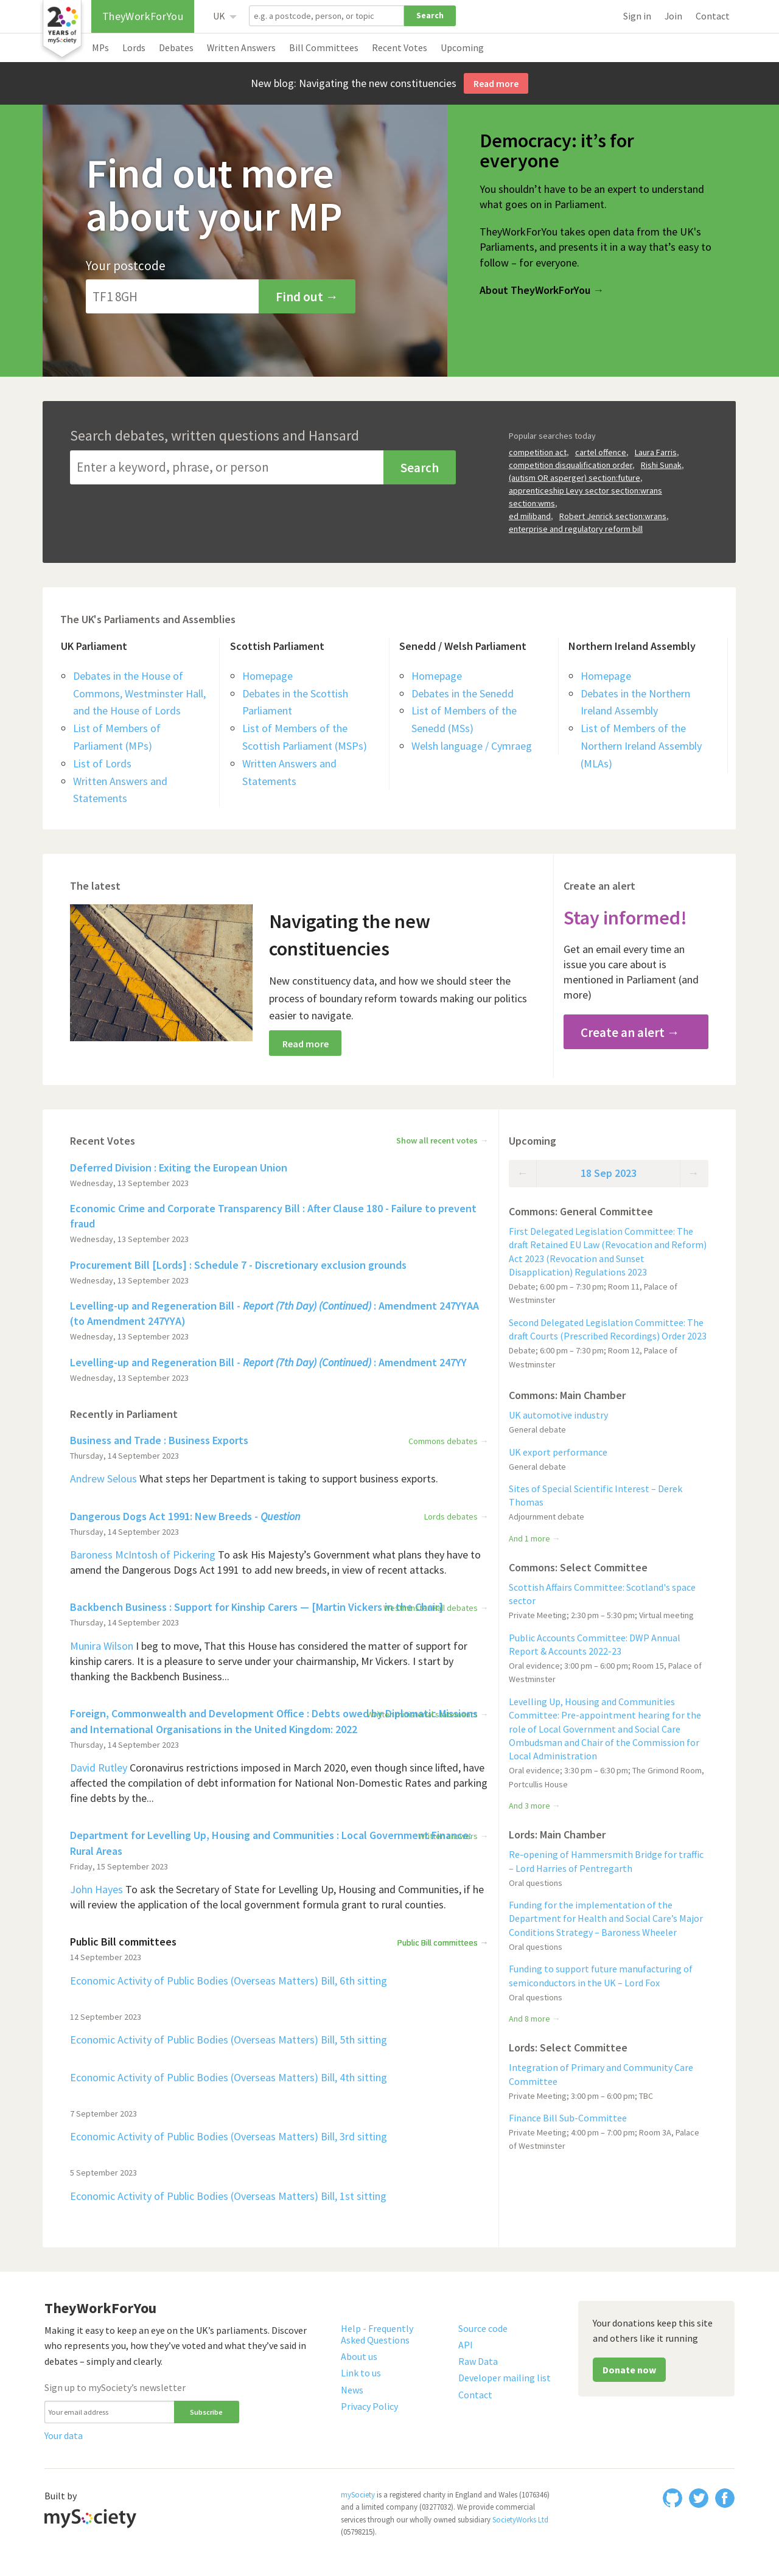 20
YEARS of
mySociety
TheyWorkForYou
UK
e.g. a postcode, person, or topic
Search
Sign in
Join
Contact
MPs
Lords
Debates
Written Answers
Bill Committees
Recent Votes
Upcoming
New blog: Navigating the new constituencies
Read more
Find out more
about your MP
Your postcode
TF1 8GH
Find out →
Democracy: it’s for
everyone
You shouldn’t have to be an expert to understand
what goes on in Parliament.
TheyWorkForYou takes open data from the UK's
Parliaments, and presents it in a way that’s easy to
follow – for everyone.
About TheyWorkForYou →
Search debates, written questions and Hansard
Enter a keyword, phrase, or person
Search
Popular searches today
competition act, cartel offence, Laura Farris,
competition disqualification order, Rishi Sunak,
(autism OR asperger) section:future,
apprenticeship Levy sector section:wrans
section:wms,
ed miliband, Robert Jenrick section:wrans,
enterprise and regulatory reform bill
The UK's Parliaments and Assemblies
UK Parliament
Debates in the House of
Commons, Westminster Hall,
and the House of Lords
List of Members of
Parliament (MPs)
List of Lords
Written Answers and
Statements
Scottish Parliament
Homepage
Debates in the Scottish
Parliament
List of Members of the
Scottish Parliament (MSPs)
Written Answers and
Statements
Senedd / Welsh Parliament
Homepage
Debates in the Senedd
List of Members of the
Senedd (MSs)
Welsh language / Cymraeg
Northern Ireland Assembly
Homepage
Debates in the Northern
Ireland Assembly
List of Members of the
Northern Ireland Assembly
(MLAs)
The latest
Navigating the new
constituencies
New constituency data, and how we should steer the
process of boundary reform towards making our politics
easier to navigate.
Read more
Create an alert
Stay informed!
Get an email every time an
issue you care about is
mentioned in Parliament (and
more)
Create an alert →
Recent Votes
Show all recent votes →
Deferred Division : Exiting the European Union
Wednesday, 13 September 2023
Economic Crime and Corporate Transparency Bill : After Clause 180 - Failure to prevent
fraud
Wednesday, 13 September 2023
Procurement Bill [Lords] : Schedule 7 - Discretionary exclusion grounds
Wednesday, 13 September 2023
Levelling-up and Regeneration Bill - Report (7th Day) (Continued) : Amendment 247YYAA
(to Amendment 247YYA)
Wednesday, 13 September 2023
Levelling-up and Regeneration Bill - Report (7th Day) (Continued) : Amendment 247YY
Wednesday, 13 September 2023
Recently in Parliament
Business and Trade : Business Exports
Commons debates →
Thursday, 14 September 2023
Andrew Selous What steps her Department is taking to support business exports.
Dangerous Dogs Act 1991: New Breeds - Question
Lords debates →
Thursday, 14 September 2023
Baroness McIntosh of Pickering To ask His Majesty’s Government what plans they have to
amend the Dangerous Dogs Act 1991 to add new breeds, in view of recent attacks.
Backbench Business : Support for Kinship Carers — [Martin Vickers in the Chair]
debates →
Thursday, 14 September 2023
Munira Wilson I beg to move, That this House has considered the matter of support for
kinship carers. It is a pleasure to serve under your chairmanship, Mr Vickers. I start by
thanking the Backbench Business...
Foreign, Commonwealth and Development Office : Debts owed by Diplomatic Missions
and International Organisations in the United Kingdom: 2022
Thursday, 14 September 2023
David Rutley Coronavirus restrictions imposed in March 2020, even though since lifted, have
affected the compilation of debt information for National Non-Domestic Rates and parking
fine debts by the...
Department for Levelling Up, Housing and Communities : Local Government Finance:
Rural Areas
Friday, 15 September 2023
John Hayes To ask the Secretary of State for Levelling Up, Housing and Communities, if he
will review the application of the local government formula grant to rural counties.
Public Bill committees
Public Bill committees →
14 September 2023
Economic Activity of Public Bodies (Overseas Matters) Bill, 6th sitting
12 September 2023
Economic Activity of Public Bodies (Overseas Matters) Bill, 5th sitting
Economic Activity of Public Bodies (Overseas Matters) Bill, 4th sitting
7 September 2023
Economic Activity of Public Bodies (Overseas Matters) Bill, 3rd sitting
5 September 2023
Economic Activity of Public Bodies (Overseas Matters) Bill, 1st sitting
Upcoming
← 18 Sep 2023 →
Commons: General Committee
First Delegated Legislation Committee: The
draft Retained EU Law (Revocation and Reform)
Act 2023 (Revocation and Sunset
Disapplication) Regulations 2023
Debate; 6:00 pm – 7:30 pm; Room 11, Palace of
Westminster
Second Delegated Legislation Committee: The
draft Courts (Prescribed Recordings) Order 2023
Debate; 6:00 pm – 7:30 pm; Room 12, Palace of
Westminster
Commons: Main Chamber
UK automotive industry
General debate
UK export performance
General debate
Sites of Special Scientific Interest – Derek
Thomas
Adjournment debate
And 1 more →
Commons: Select Committee
Scottish Affairs Committee: Scotland's space
sector
Private Meeting; 2:30 pm – 5:30 pm; Virtual meeting
Public Accounts Committee: DWP Annual
Report & Accounts 2022-23
Oral evidence; 3:00 pm – 6:00 pm; Room 15, Palace of
Westminster
Levelling Up, Housing and Communities
Committee: Pre-appointment hearing for the
role of Local Government and Social Care
Ombudsman and Chair of the Commission for
Local Administration
Oral evidence; 3:30 pm – 6:30 pm; The Grimond Room,
Portcullis House
And 3 more →
Lords: Main Chamber
Re-opening of Hammersmith Bridge for traffic
– Lord Harries of Pentregarth
Oral questions
Funding for the implementation of the
Department for Health and Social Care’s Major
Conditions Strategy – Baroness Wheeler
Oral questions
Funding to support future manufacturing of
semiconductors in the UK – Lord Fox
Oral questions
And 8 more →
Lords: Select Committee
Integration of Primary and Community Care
Committee
Private Meeting; 3:00 pm – 6:00 pm; TBC
Finance Bill Sub-Committee
Private Meeting; 4:00 pm – 7:00 pm; Room 3A, Palace
of Westminster
TheyWorkForYou
Making it easy to keep an eye on the UK’s parliaments. Discover
who represents you, how they’ve voted and what they’ve said in
debates – simply and clearly.
Sign up to mySociety’s newsletter
Your email address
Subscribe
Your data
Help - Frequently
Asked Questions
About us
Link to us
News
Privacy Policy
Source code
API
Raw Data
Developer mailing list
Contact
Your donations keep this site
and others like it running
Donate now
Built by
mySociety
mySociety is a registered charity in England and Wales (1076346)
and a limited company (03277032). We provide commercial
services through our wholly owned subsidiary SocietyWorks Ltd
(05798215).